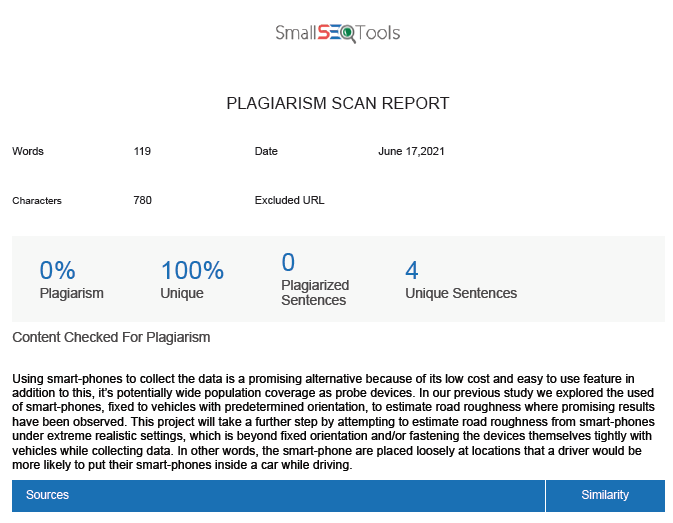 SmallSEOTools
PLAGIARISM SCAN REPORT
Words 119 Date June 17,2021
Characters 780 Excluded URL
0% 100% 0 4
Plagiarism Unique Plagiarized Sentences Unique Sentences
Content Checked For Plagiarism
Using smart-phones to collect the data is a promising alternative because of its low cost and easy to use feature in
addition to this, it's potentially wide population coverage as probe devices. In our previous study we explored the used
of smart-phones, fixed to vehicles with predetermined orientation, to estimate road roughness where promising results
have been observed. This project will take a further step by attempting to estimate road roughness from smart-phones
under extreme realistic settings, which is beyond fixed orientation and/or fastening the devices themselves tightly with
vehicles while collecting data. In other words, the smart-phone are placed loosely at locations that a driver would be
more likely to put their smart-phones inside a car while driving.
Sources Similarity